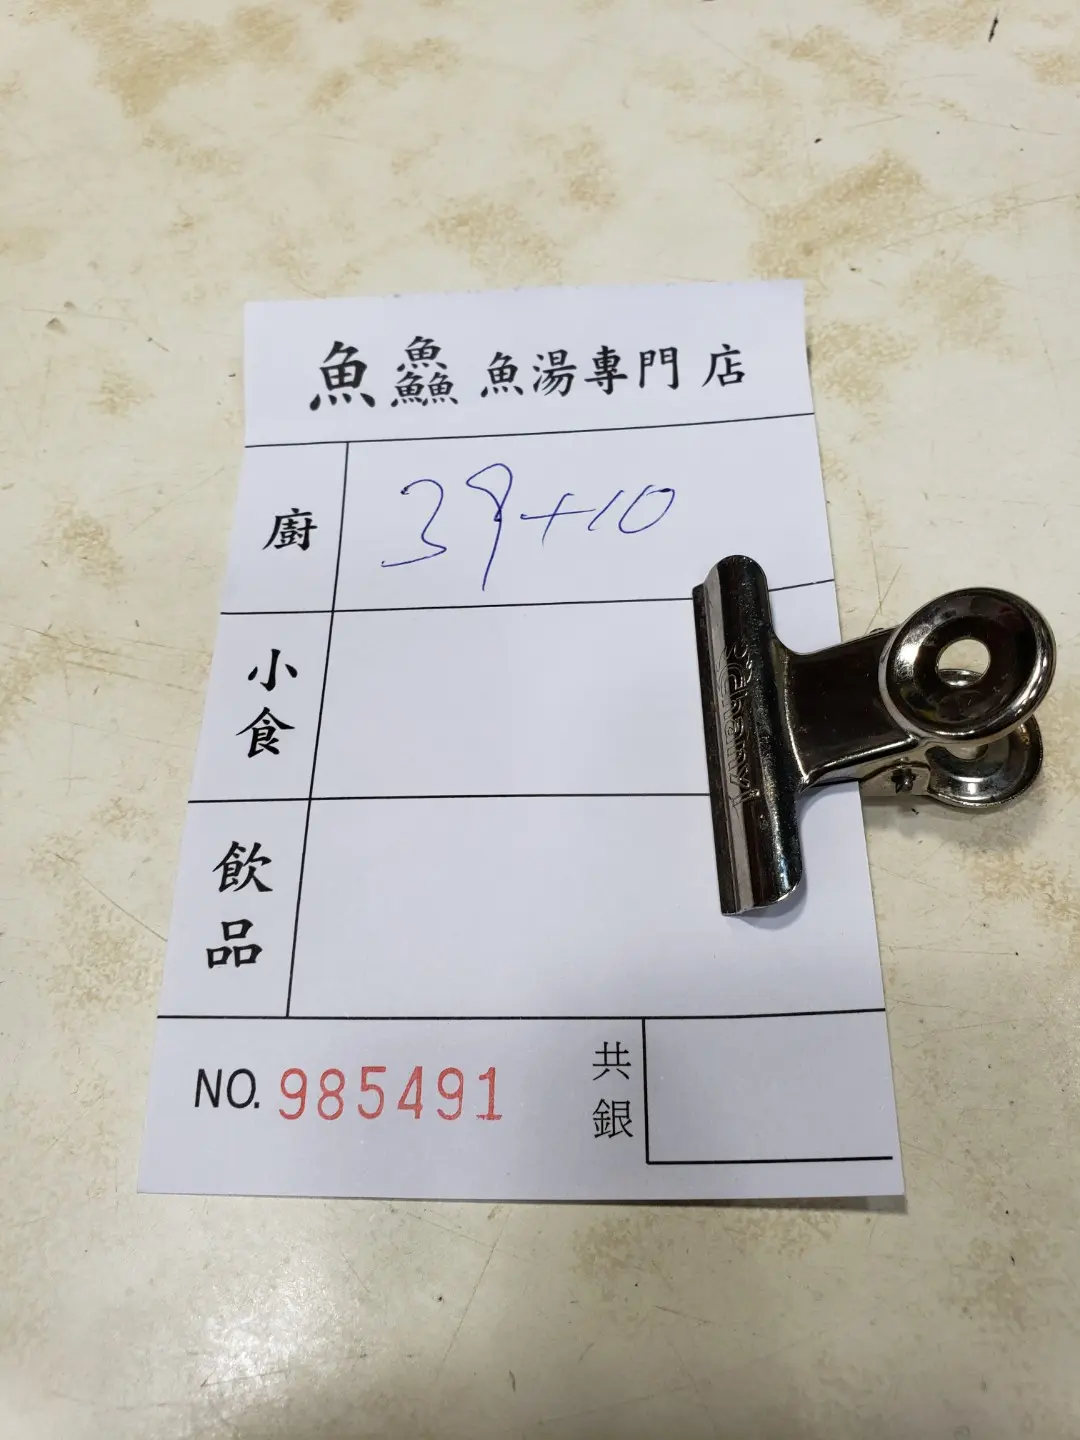 魚鱻 魚湯專門店
廚 39+10
小食
飲品
NO. 985491 共銀